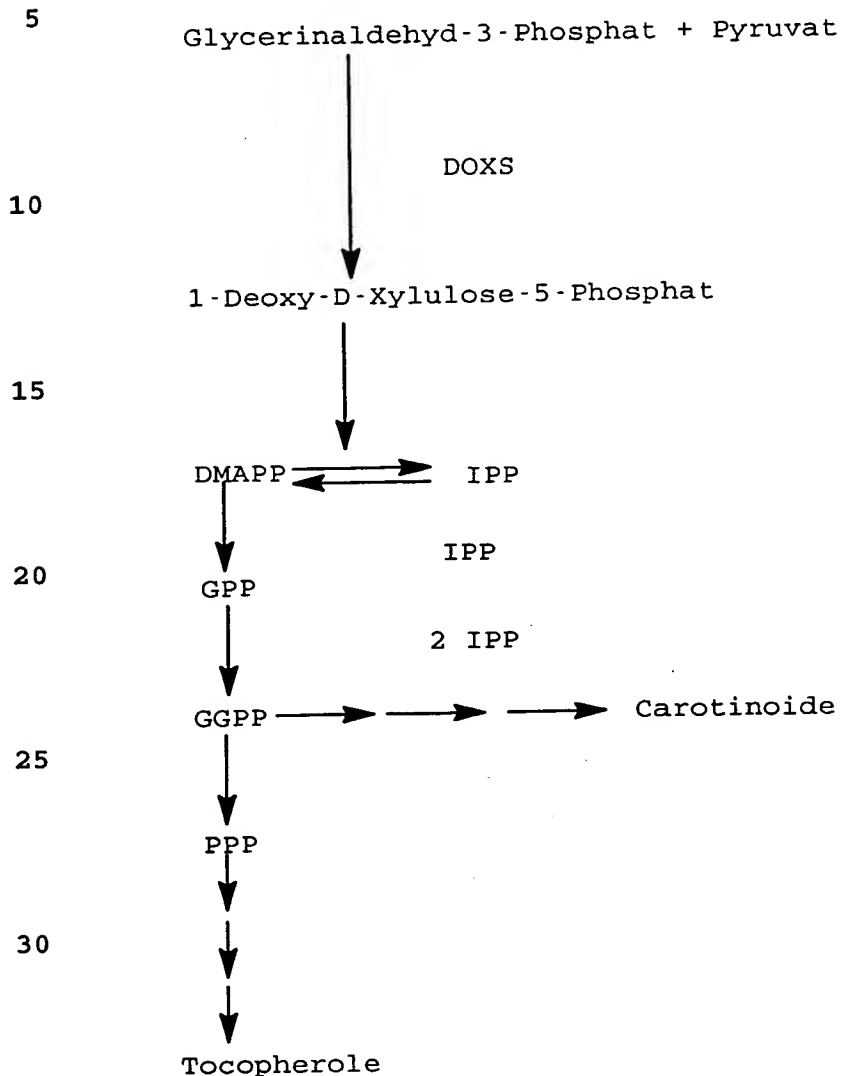 5
Glycerinaldehyd-3-Phosphat + Pyruvat
DOXS
10
1-Deoxy-D-Xylulose-5-Phosphat
15
DMAPP IPP
IPP
20
GPP
2 IPP
GGPP Carotinoide
25
PPP
30
Tocopherole